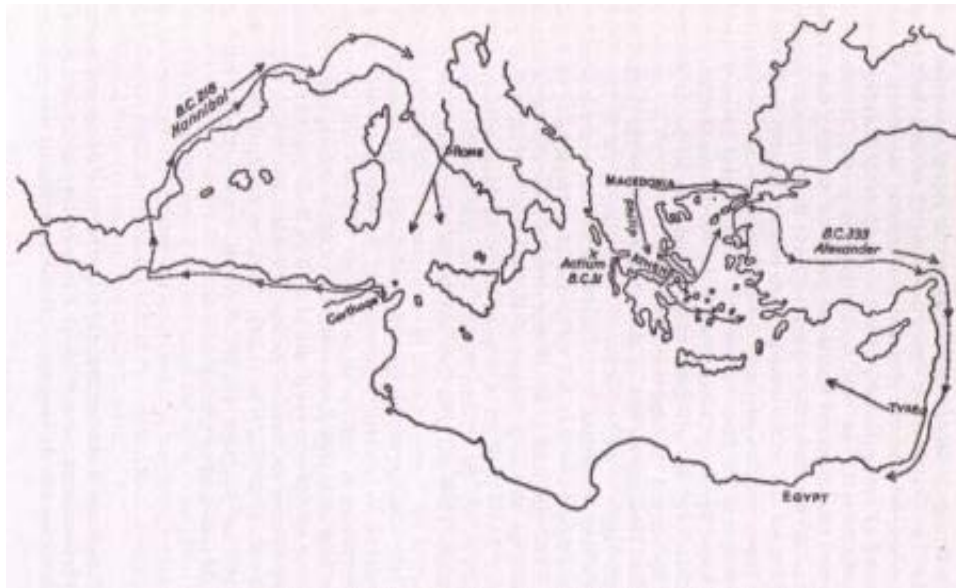 B.C. 218
Hannibal
ROME
MACEDONIA
B.C. 333
Alexander
Actium
B.C. 31
Carthage
TYRE
EGYPT